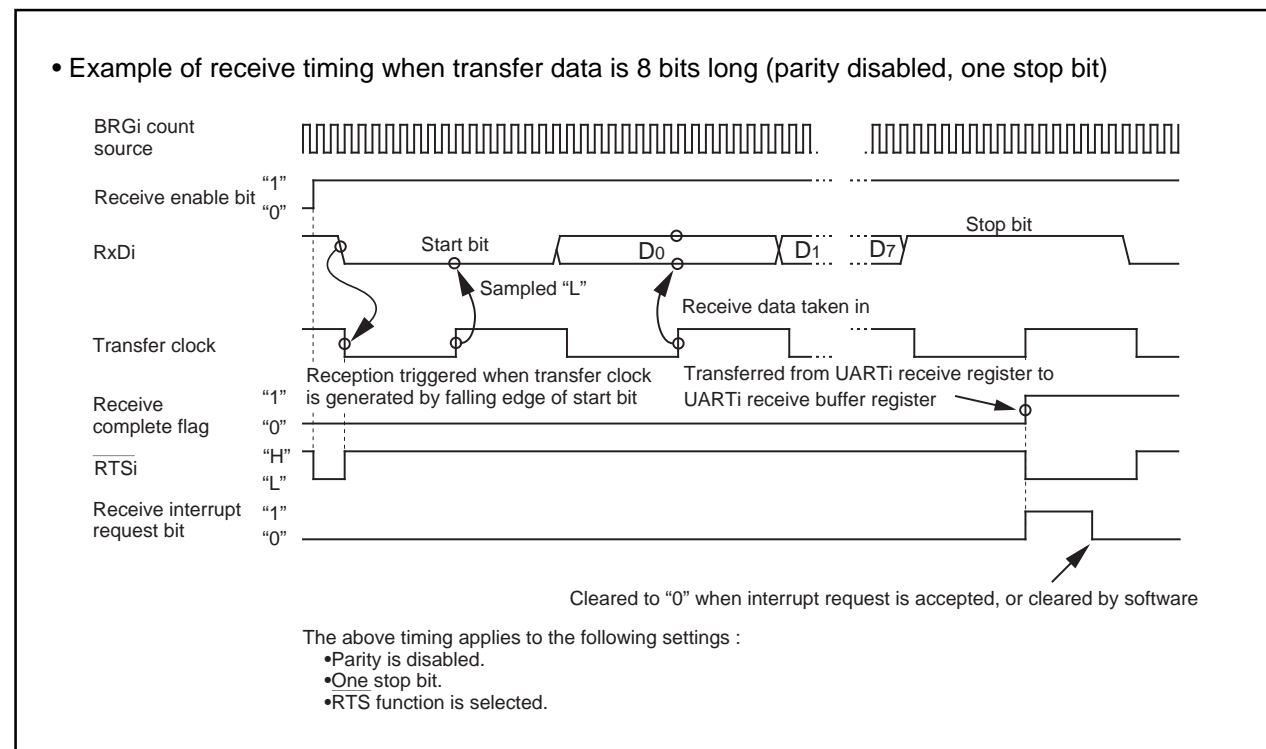 • Example of receive timing when transfer data is 8 bits long (parity disabled, one stop bit)
BRGi count
source
Receive enable bit
“1”
“0”
RxDi
Start bit
D0
D1
D7
Stop bit
Sampled “L”
Receive data taken in
Transfer clock
Reception triggered when transfer clock
is generated by falling edge of start bit
Transferred from UARTi receive register to
UARTi receive buffer register
Receive
complete flag
“1”
“0”
RTSi
“H”
“L”
Receive interrupt
request bit
“1”
“0”
Cleared to “0” when interrupt request is accepted, or cleared by software
The above timing applies to the following settings :
•Parity is disabled.
•One stop bit.
•RTS function is selected.